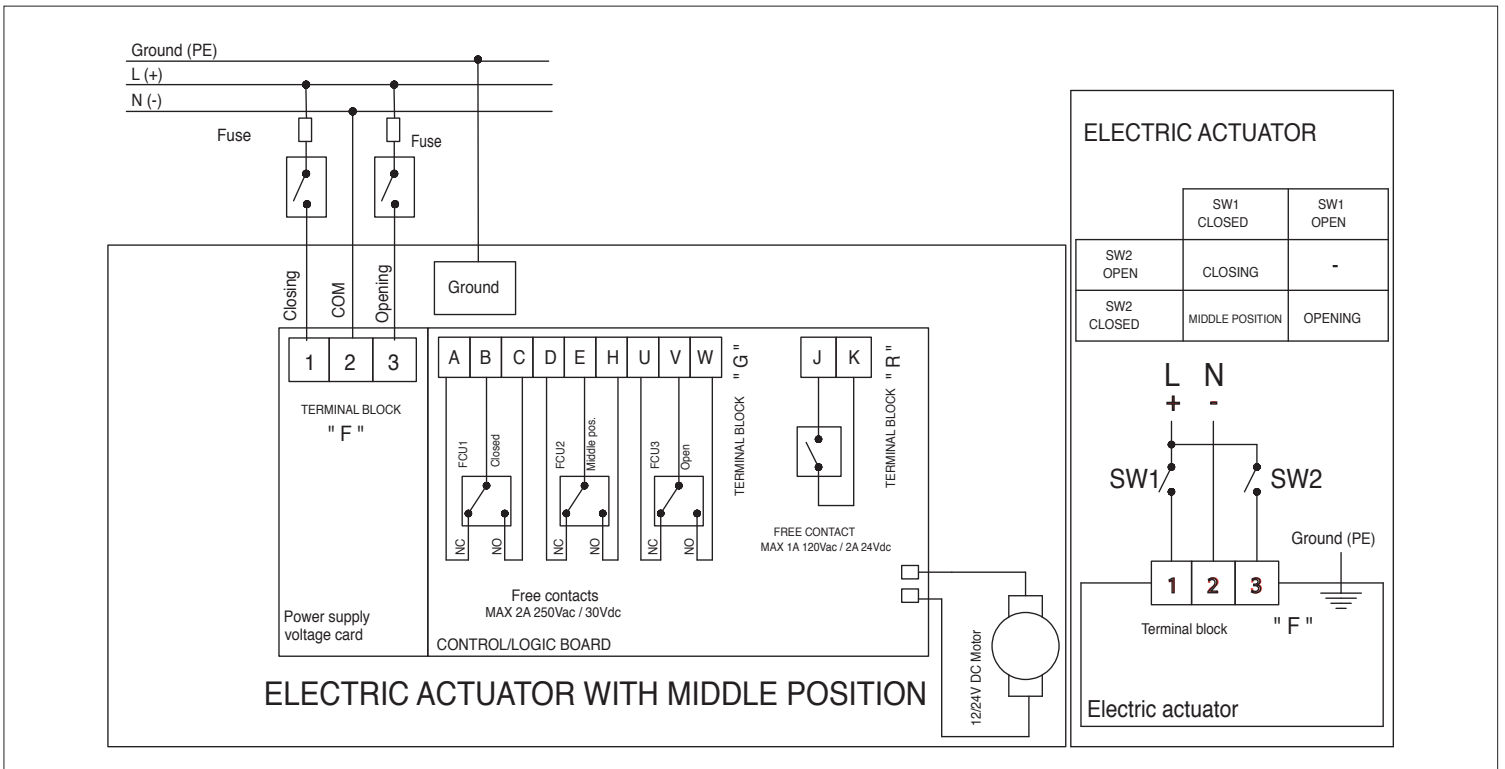 Ground (PE)
L (+)
N (-)
Fuse
Fuse
Closing
COM
Opening
Ground
1 2 3
TERMINAL BLOCK
" F "
Power supply
voltage card
A B C D E H U V W
TERMINAL BLOCK " G "
FCU1
Closed
NC
NO
FCU2
Middle pos.
NC
NO
FCU3
Open
NC
NO
Free contacts
MAX 2A 250Vac / 30Vdc
J K
TERMINAL BLOCK " R "
FREE CONTACT
MAX 1A 120Vac / 2A 24Vdc
CONTROL/LOGIC BOARD
12/24V DC Motor
ELECTRIC ACTUATOR WITH MIDDLE POSITION
ELECTRIC ACTUATOR
SW1
CLOSED
SW1
OPEN
SW2
OPEN
CLOSING
-
SW2
CLOSED
MIDDLE POSITION
OPENING
L N
+ -
SW1
SW2
Ground (PE)
1 2 3
Terminal block " F "
Electric actuator